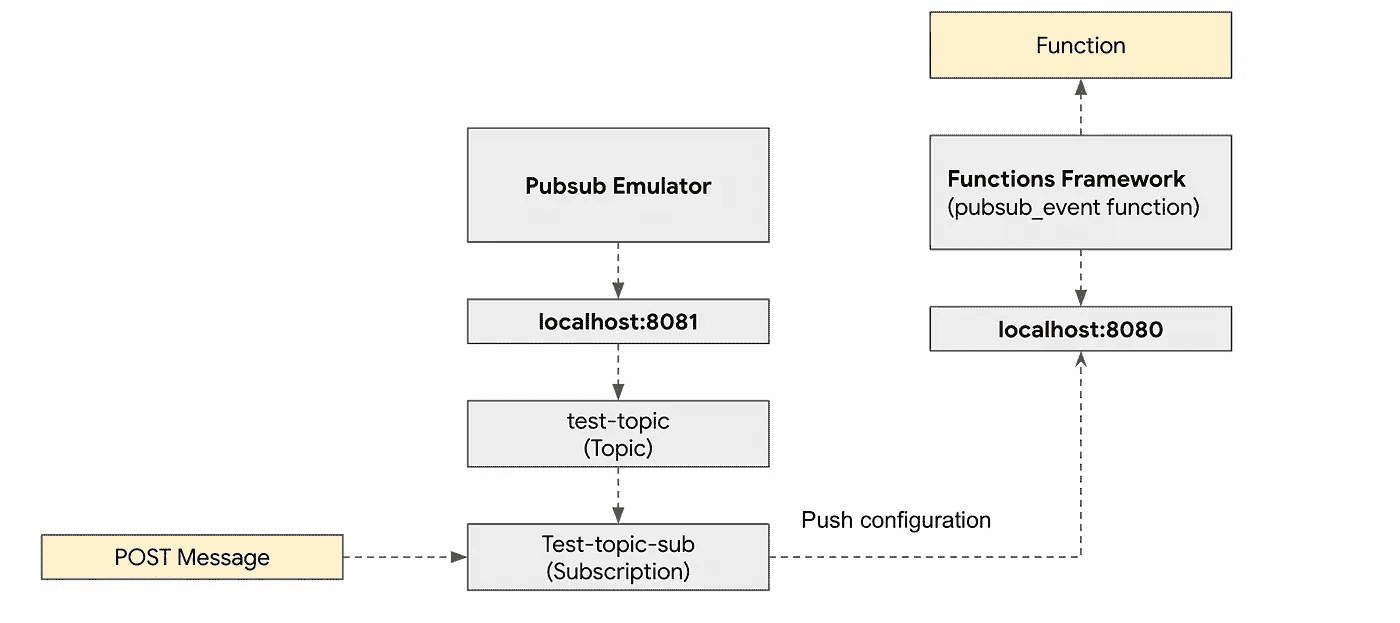 Function
Pubsub Emulator
Functions Framework
(pubsub_event function)
localhost:8081
localhost:8080
test-topic
(Topic)
Push configuration
POST Message
Test-topic-sub
(Subscription)